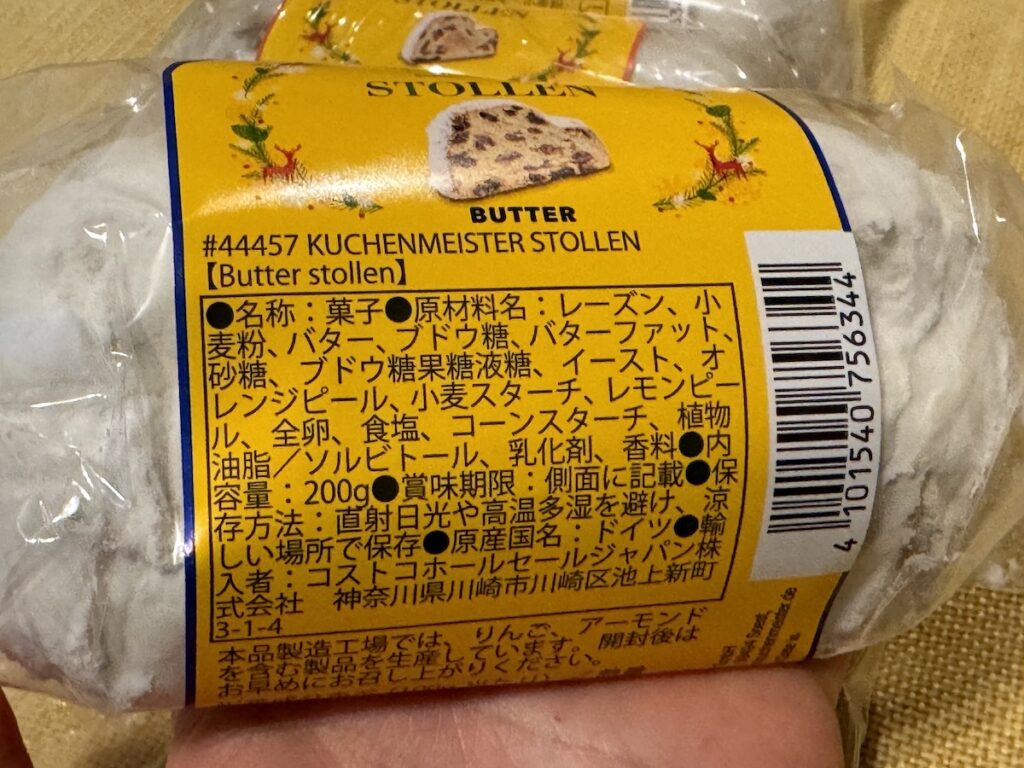 STOLLEN
STOLLEN
BUTTER
#44457 KUCHENMEISTER STOLLEN
【Butter stollen】
●名称：菓子●原材料名：レーズン、小
麦粉、バター、ブドウ糖、バターファット、
砂糖、ブドウ糖果糖液糖、イースト、オ
レンジピール、小麦スターチ、レモンピー
ル、全卵、食塩、コーンスターチ、植物
油脂／ソルビトール、乳化剤、香料●内
容量：200g●賞味期限：側面に記載●保
存方法：直射日光や高温多湿を避け、涼
しい場所で保存●原産国名：ドイツ●輸
入者：コストコホールセールジャパン株
式会社　神奈川県川崎市川崎区池上新町
3-1-4
本品製造工場では、りんご、アーモンド
を含む製品を生産しています。開封後は
お早めにお召し上がりください。
4 101540 756344